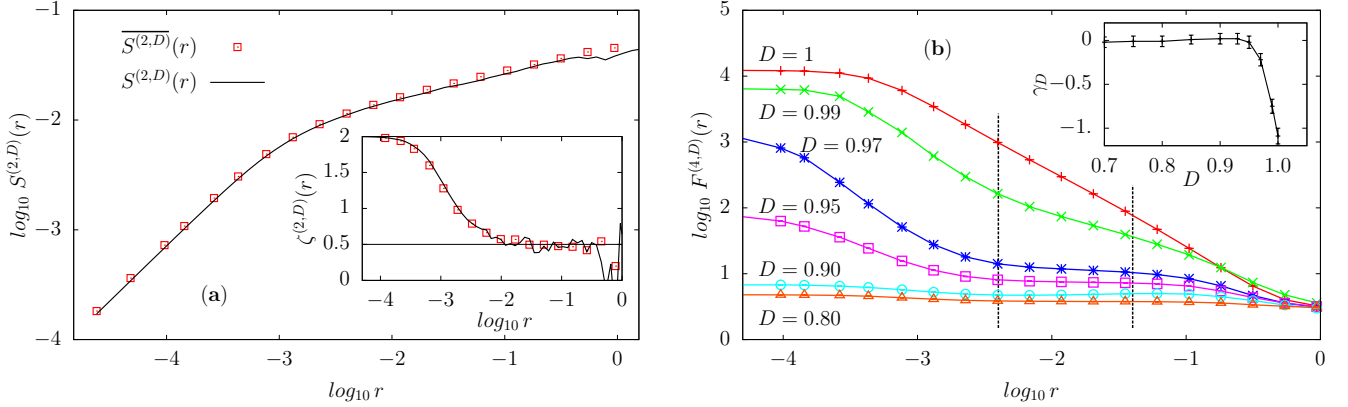 −1
−2
−3
−4
−4
−3
−2
−1
0
log₁₀ S^(2,D)(r)
log₁₀ r
\overline{S^(2,D)}(r)
S^(2,D)(r)
(a)
2
1.5
1
0.5
0
−4
−3
−2
−1
0
ζ^(2,D)(r)
log₁₀ r
5
4
3
2
1
0
−4
−3
−2
−1
0
log₁₀ F^(4,D)(r)
log₁₀ r
(b)
D = 1
D = 0.99
D = 0.97
D = 0.95
D = 0.90
D = 0.80
0
−0.5
−1
0.7
0.8
0.9
1.0
γ_D
D